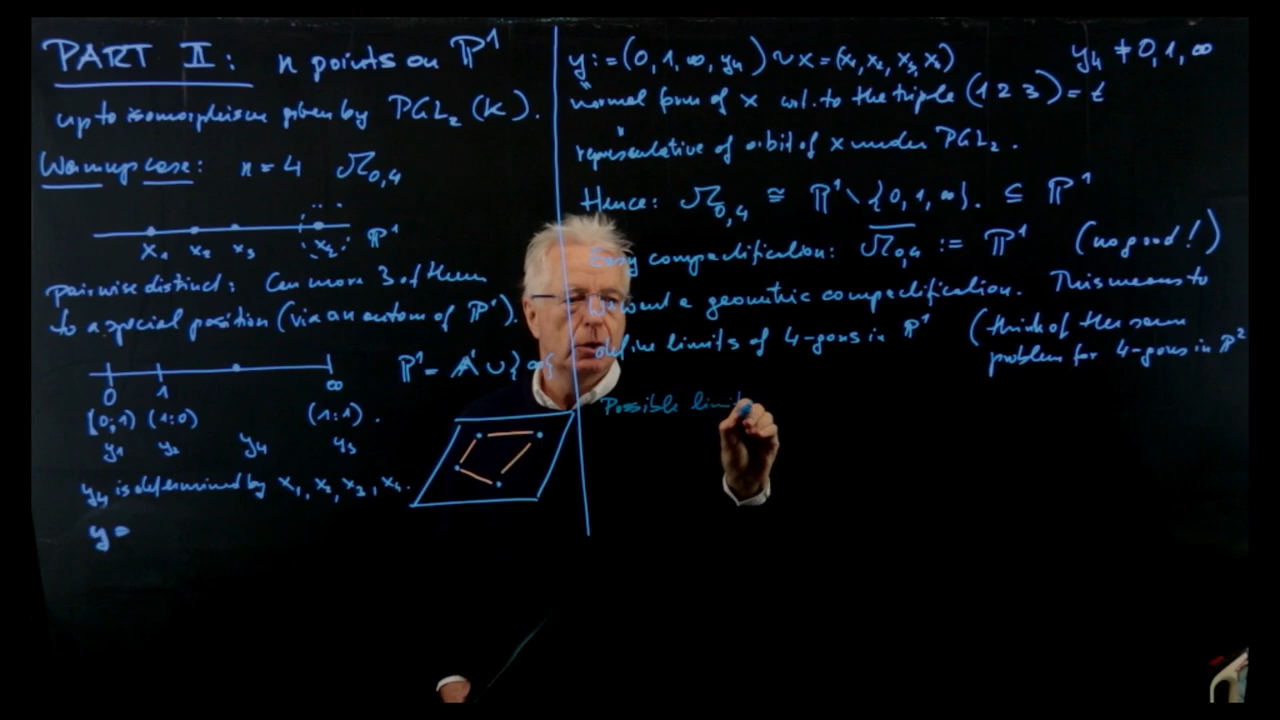 PART II: n points on ℙ¹
up to isomorphism given by PGL₂(K).
Warmup case: n = 4 𝓜₀,₄
x₁ x₂ x₃ x₄ ℙ¹
pairwise distinct: Can move 3 of them
to a special position (via an autom of ℙ¹).
0 1 ∞ ℙ¹ = 𝔸¹ ∪ {∞}
(0:1) (1:0) (1:1).
y₁ y₂ y₄ y₃
y₄ is determined by x₁, x₂, x₃, x₄.
y =
y := (0, 1, ∞, y₄) ~ x = (x₁, x₂, x₃, x₄) y₄ ≠ 0, 1, ∞
normal form of x w.r. to the triple (1 2 3) = t
representative of orbit of x under PGL₂.
Hence: 𝓜₀,₄ ≅ ℙ¹ \ {0, 1, ∞}. ⊆ ℙ¹
Easy compactification: 𝓜̅₀,₄ := ℙ¹ (no good!)
We want a geometric compactification. This means to
define limits of 4-gons in ℙ¹ (think of the same
problem for 4-gons in ℙ²
Possible limit